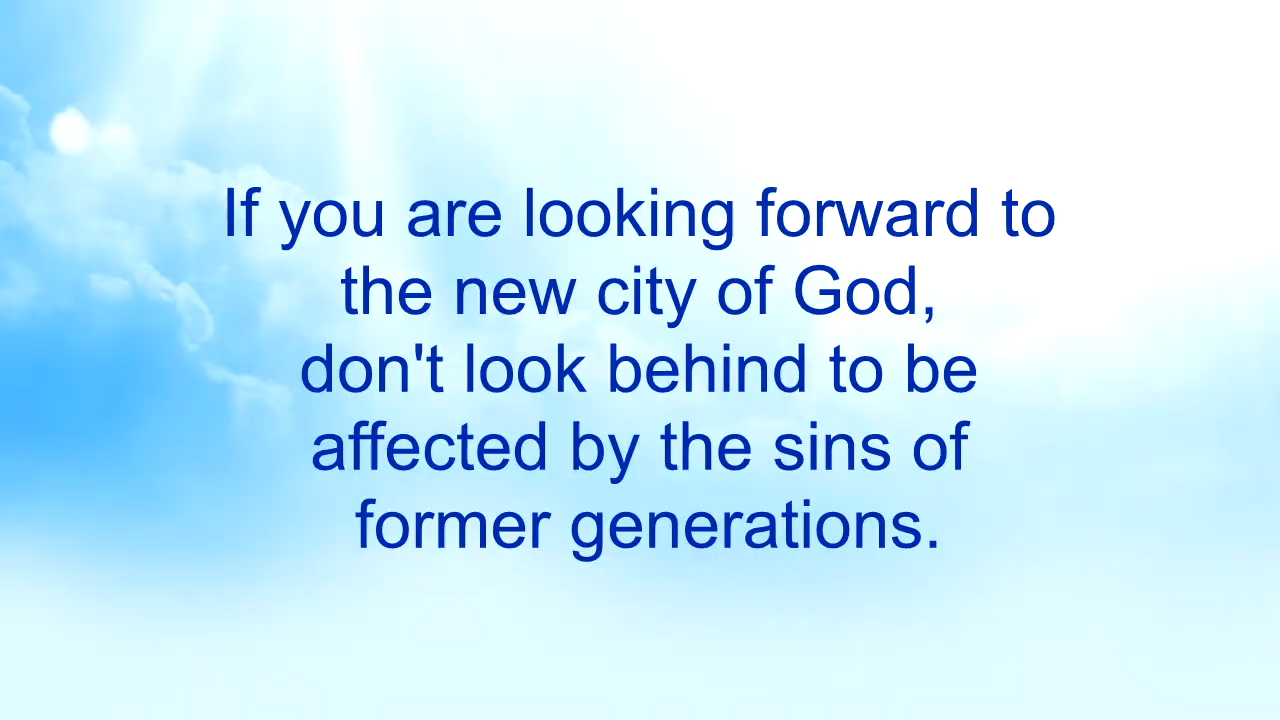 If you are looking forward to
the new city of God,
don't look behind to be
affected by the sins of
former generations.